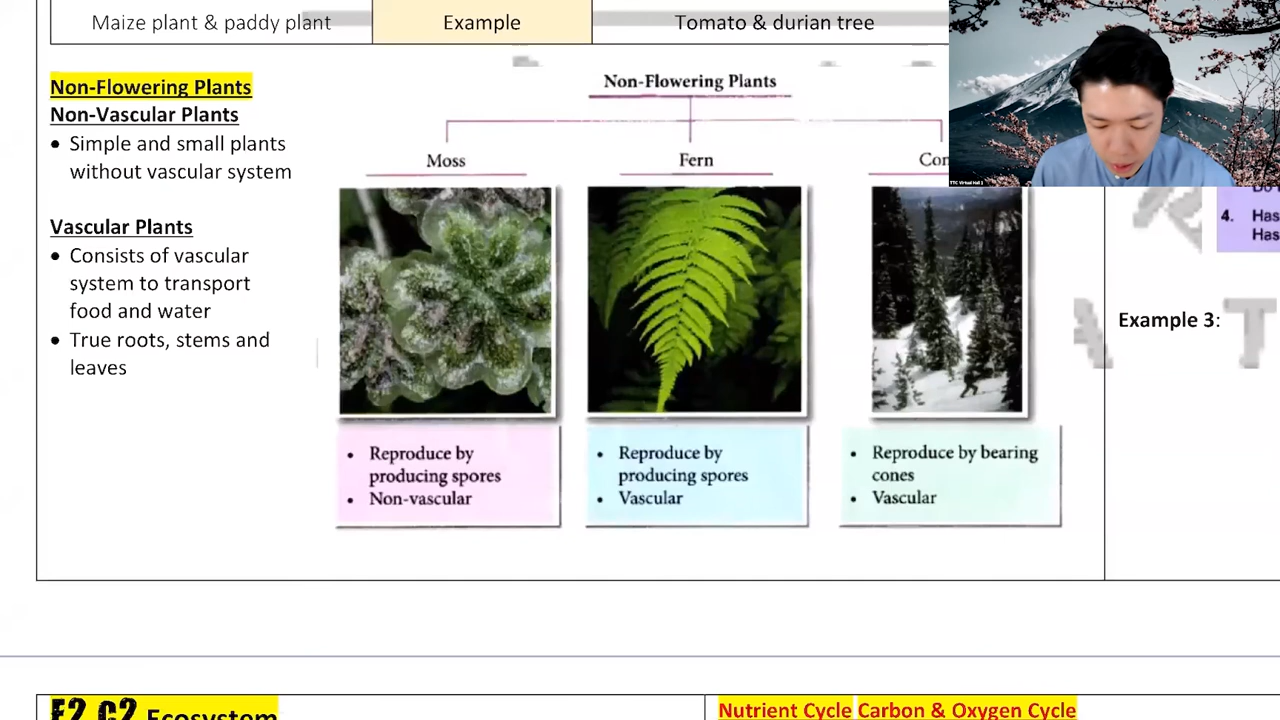 Maize plant & paddy plant
Example
Tomato & durian tree
Non-Flowering Plants
Non-Vascular Plants
• Simple and small plants
without vascular system
Vascular Plants
• Consists of vascular
system to transport
food and water
• True roots, stems and
leaves
Non-Flowering Plants
Moss
Fern
• Reproduce by
producing spores
• Non-vascular
• Reproduce by
producing spores
• Vascular
• Reproduce by bearing
cones
• Vascular
4. Has
Has
Example 3:
Ecosystem
Nutrient Cycle Carbon & Oxygen Cycle